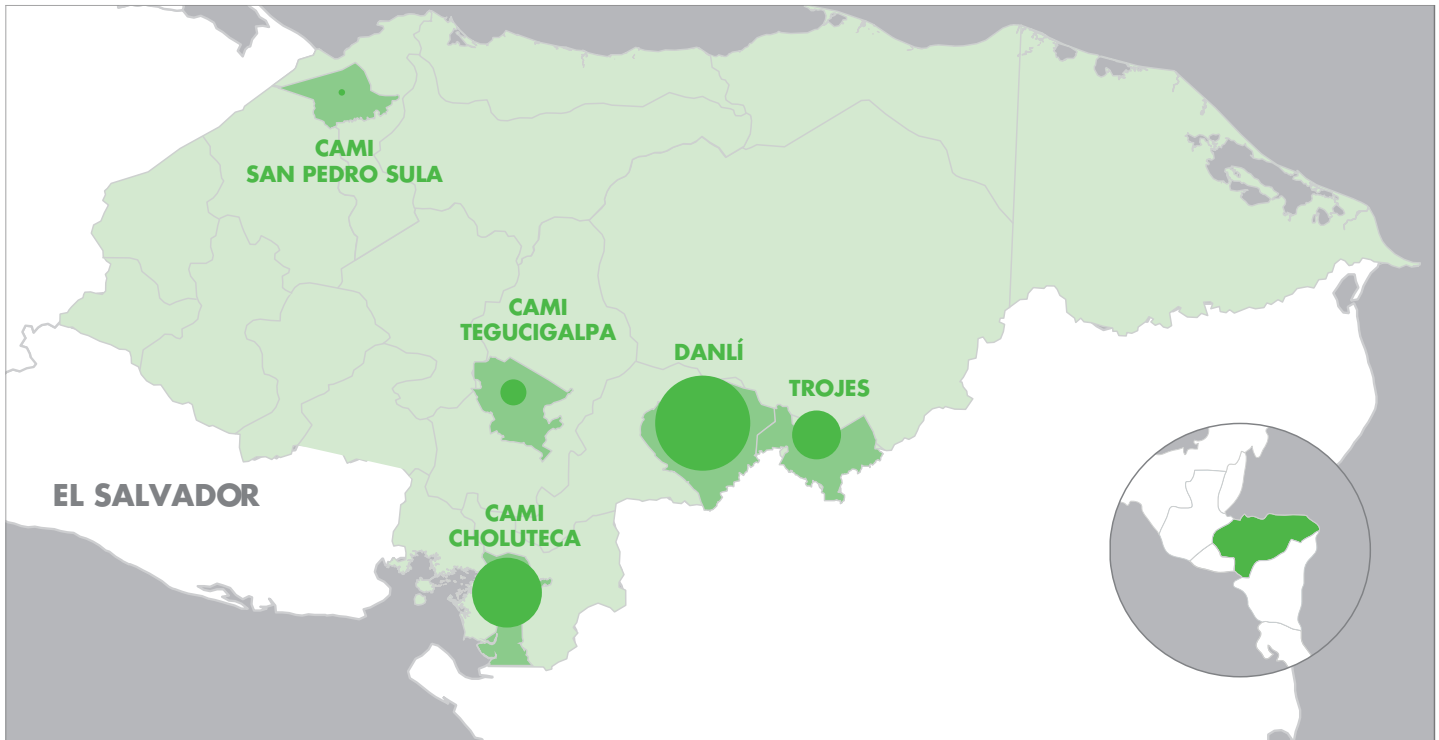 CAMI
SAN PEDRO SULA
CAMI
TEGUCIGALPA
DANLÍ
TROJES
EL SALVADOR
CAMI
CHOLUTECA